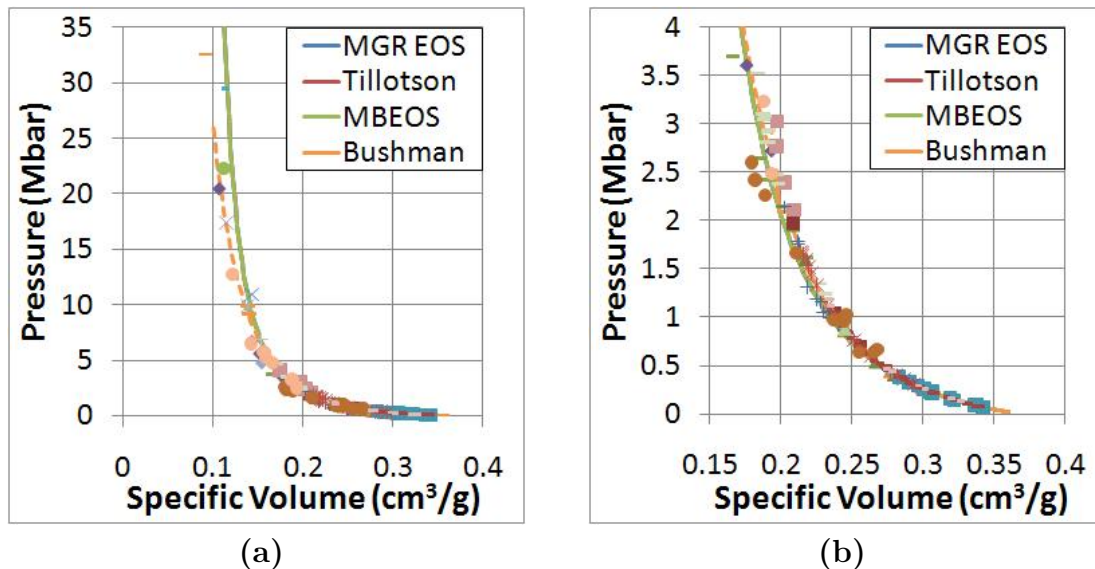 35
30
25
20
15
10
5
0
Pressure (Mbar)
MGR EOS
Tillotson
MBEOS
Bushman
0 0.1 0.2 0.3 0.4
Specific Volume (cm³/g)
(a)
4
3.5
3
2.5
2
1.5
1
0.5
0
Pressure (Mbar)
MGR EOS
Tillotson
MBEOS
Bushman
0.15 0.2 0.25 0.3 0.35 0.4
Specific Volume (cm³/g)
(b)